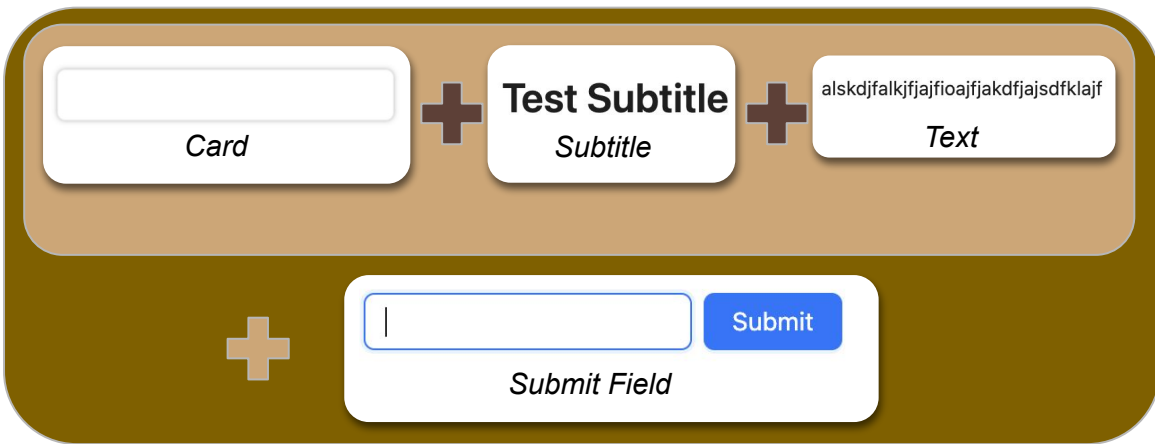 Test Subtitle
alskdjfalkjfjajfioajfjakdfjajsdfklajf
Card
Subtitle
Text
Submit
Submit Field